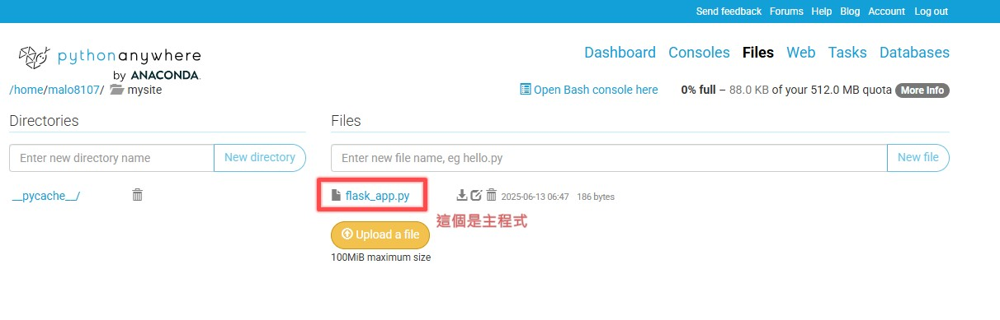 Send feedback Forums Help Blog Account Log out
pythonanywhere
by ANACONDA.
Dashboard Consoles Files Web Tasks Databases
/home/malo8107/ mysite
Open Bash console here 0% full – 88.0 KB of your 512.0 MB quota More Info
Directories
Enter new directory name New directory
__pycache__/
Files
Enter new file name, eg hello.py New file
flask_app.py 2025-06-13 06:47 186 bytes
這個是主程式
Upload a file
100MiB maximum size